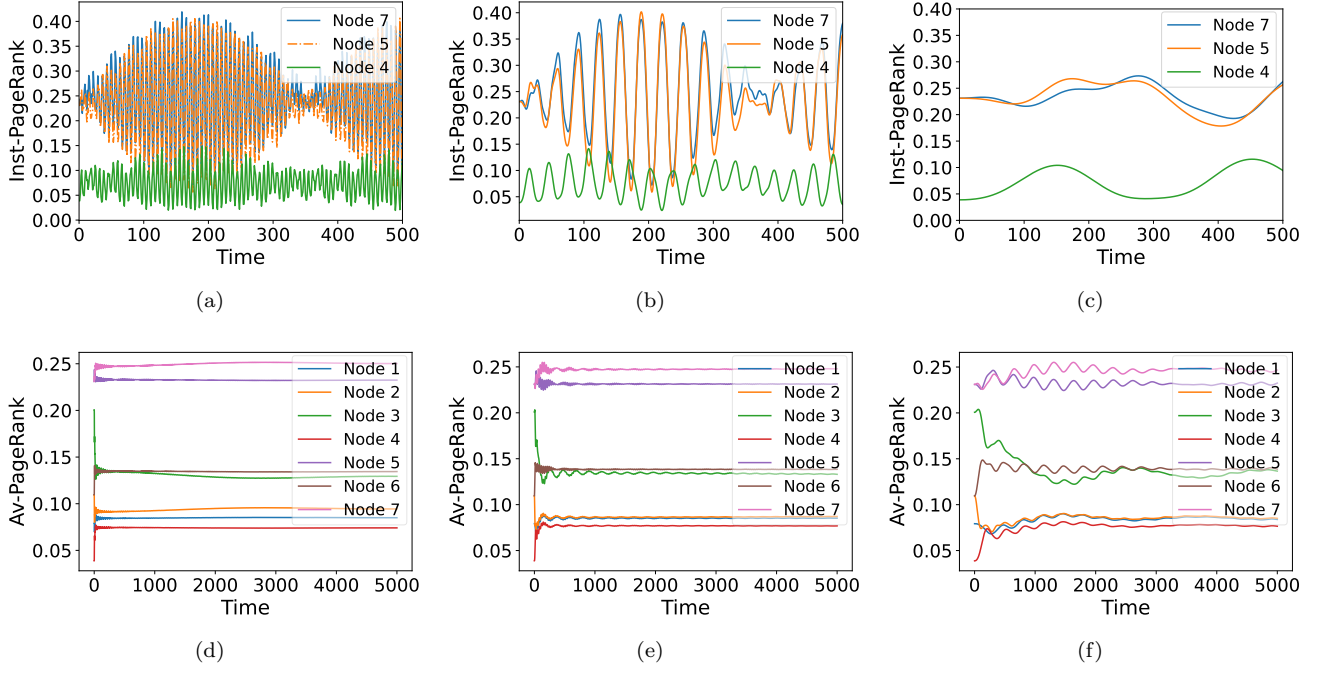 Inst-PageRank
0.40
0.35
0.30
0.25
0.20
0.15
0.10
0.05
0.00
Node 7
Node 5
Node 4
0 100 200 300 400 500
Time
(a)
Inst-PageRank
0.40
0.35
0.30
0.25
0.20
0.15
0.10
0.05
Node 7
Node 5
Node 4
0 100 200 300 400 500
Time
(b)
Inst-PageRank
0.40
0.35
0.30
0.25
0.20
0.15
0.10
0.05
0.00
Node 7
Node 5
Node 4
0 100 200 300 400 500
Time
(c)
Av-PageRank
0.25
0.20
0.15
0.10
0.05
Node 1
Node 2
Node 3
Node 4
Node 5
Node 6
Node 7
0 1000 2000 3000 4000 5000
Time
(d)
Av-PageRank
0.25
0.20
0.15
0.10
0.05
Node 1
Node 2
Node 3
Node 4
Node 5
Node 6
Node 7
0 1000 2000 3000 4000 5000
Time
(e)
Av-PageRank
0.25
0.20
0.15
0.10
0.05
Node 1
Node 2
Node 3
Node 4
Node 5
Node 6
Node 7
0 1000 2000 3000 4000 5000
Time
(f)